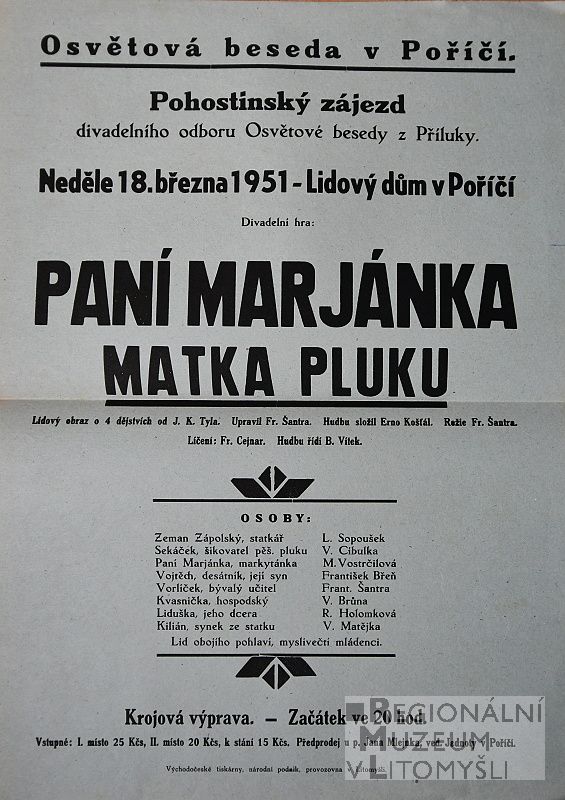 Osvětová beseda v Poříčí.
Pohostinský zájezd
divadelního odboru Osvětové besedy z Příluky.
Neděle 18. března 1951 - Lidový dům v Poříčí
Divadelní hra:
PANÍ MARJÁNKA
MATKA PLUKU
Lidový obraz o 4 dějstvích od J. K. Tyla. Upravil Fr. Šantra. Hudbu složil Erno Košťál. Režie Fr. Šantra.
Líčení: Fr. Cejnar. Hudbu řídí B. Vítek.
OSOBY:
Zeman Zápolský, statkář L. Sopoušek
Sekáček, šikovatel pěš. pluku V. Cibulka
Paní Marjánka, markytánka M. Vostrčilová
Vojtěch, desátník, její syn František Břeň
Vorlíček, bývalý učitel Frant. Šantra
Kvasnička, hospodský V. Brůna
Liduška, jeho dcera R. Holomková
Kilián, synek ze statku V. Matějka
Lid obojího pohlaví, myslivečtí mládenci.
Krojová výprava. — Začátek ve 20 hod.
Vstupné: I. místo 25 Kčs, II. místo 20 Kčs, k stání 15 Kčs. Předprodej u p. Jana Mlejnka, ved. Jednoty v Poříčí.
Východočeské tiskárny, národní podnik, provozovna v Litomyšli.
REGIONÁLNÍ
MUZEUM
V LITOMYŠLI